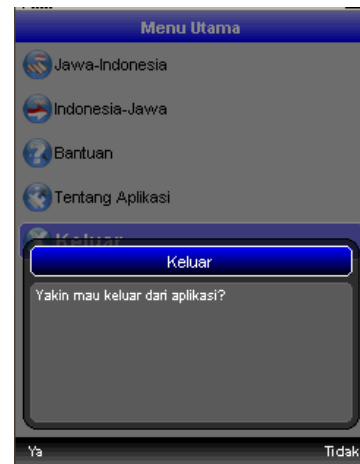 Menu Utama
Jawa-Indonesia
Indonesia-Jawa
Bantuan
Tentang Aplikasi
Keluar
Keluar
Yakin mau keluar dari aplikasi?
Ya Tidak